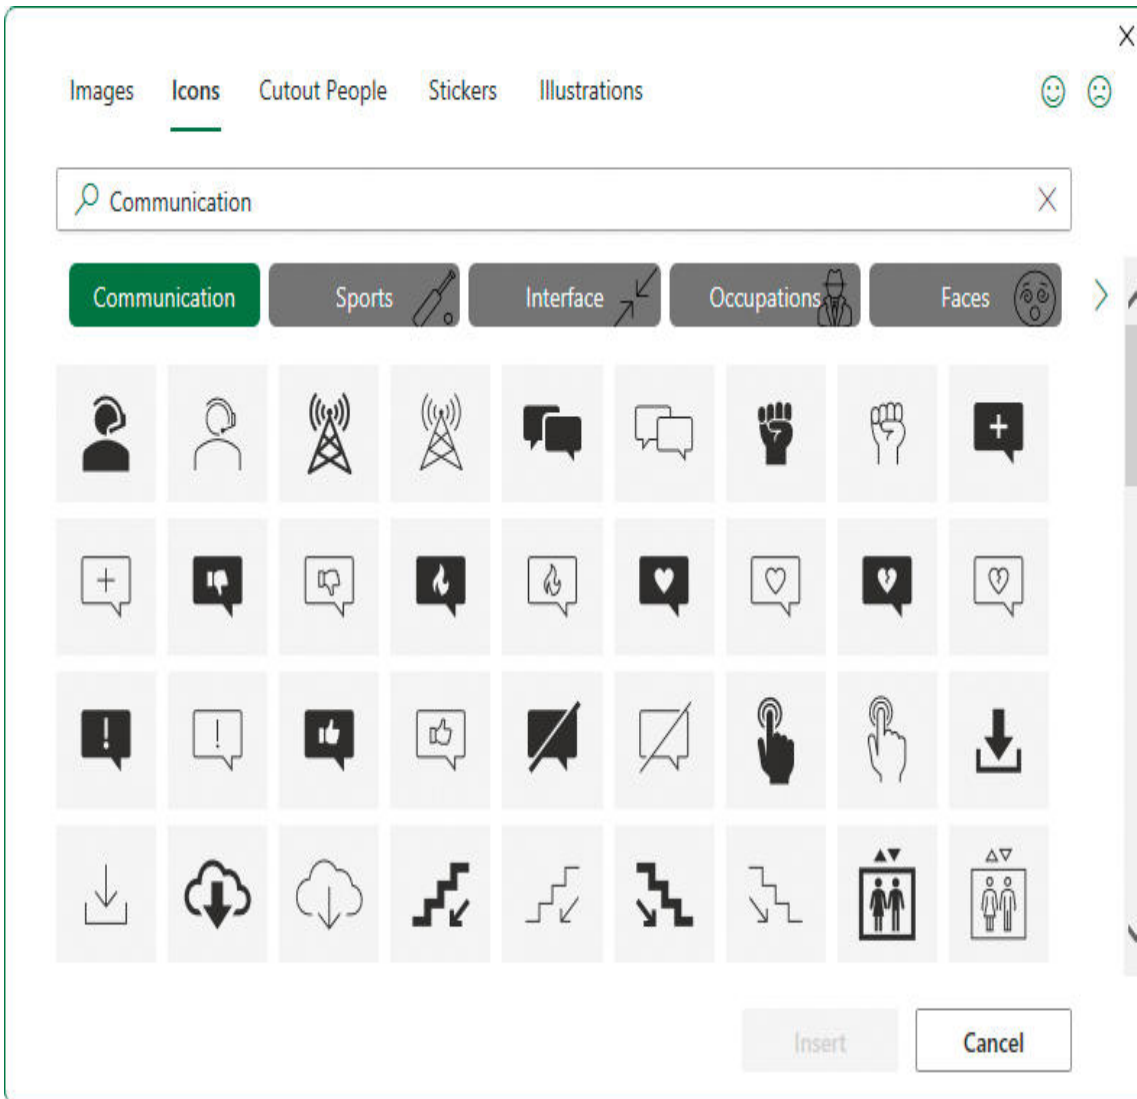 Images Icons Cutout People Stickers Illustrations
Communication
Communication Sports Interface Occupations Faces
Insert Cancel